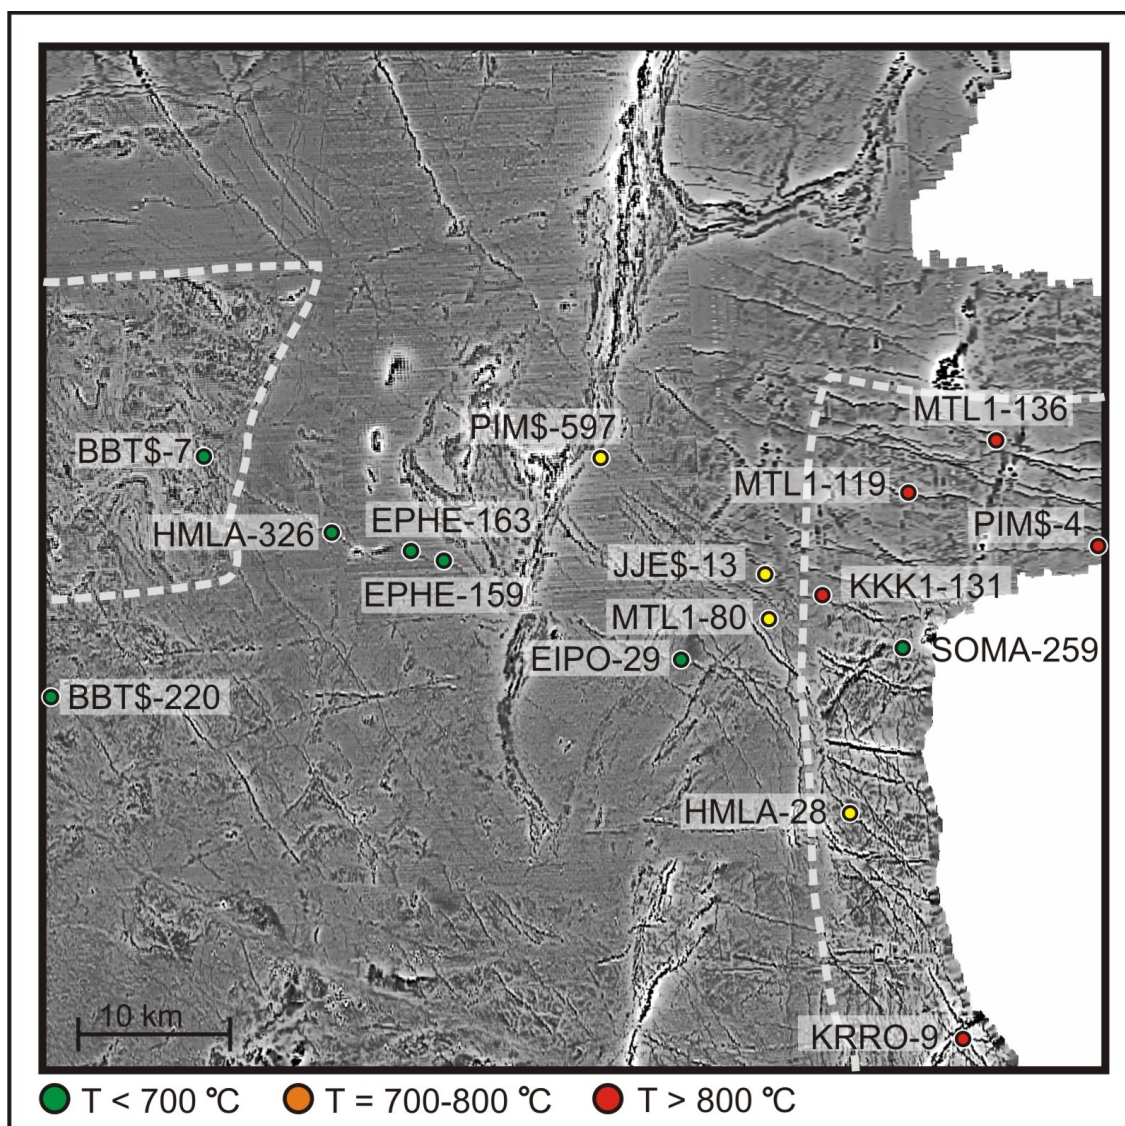 MTL1-136
PIM$-597
BBT$-7
MTL1-119
EPHE-163
PIM$-4
HMLA-326
JJE$-13
KKK1-131
EPHE-159
MTL1-80
EIPO-29
SOMA-259
BBT$-220
HMLA-28
10 km
KRRO-9
T < 700 °C
T = 700-800 °C
T > 800 °C